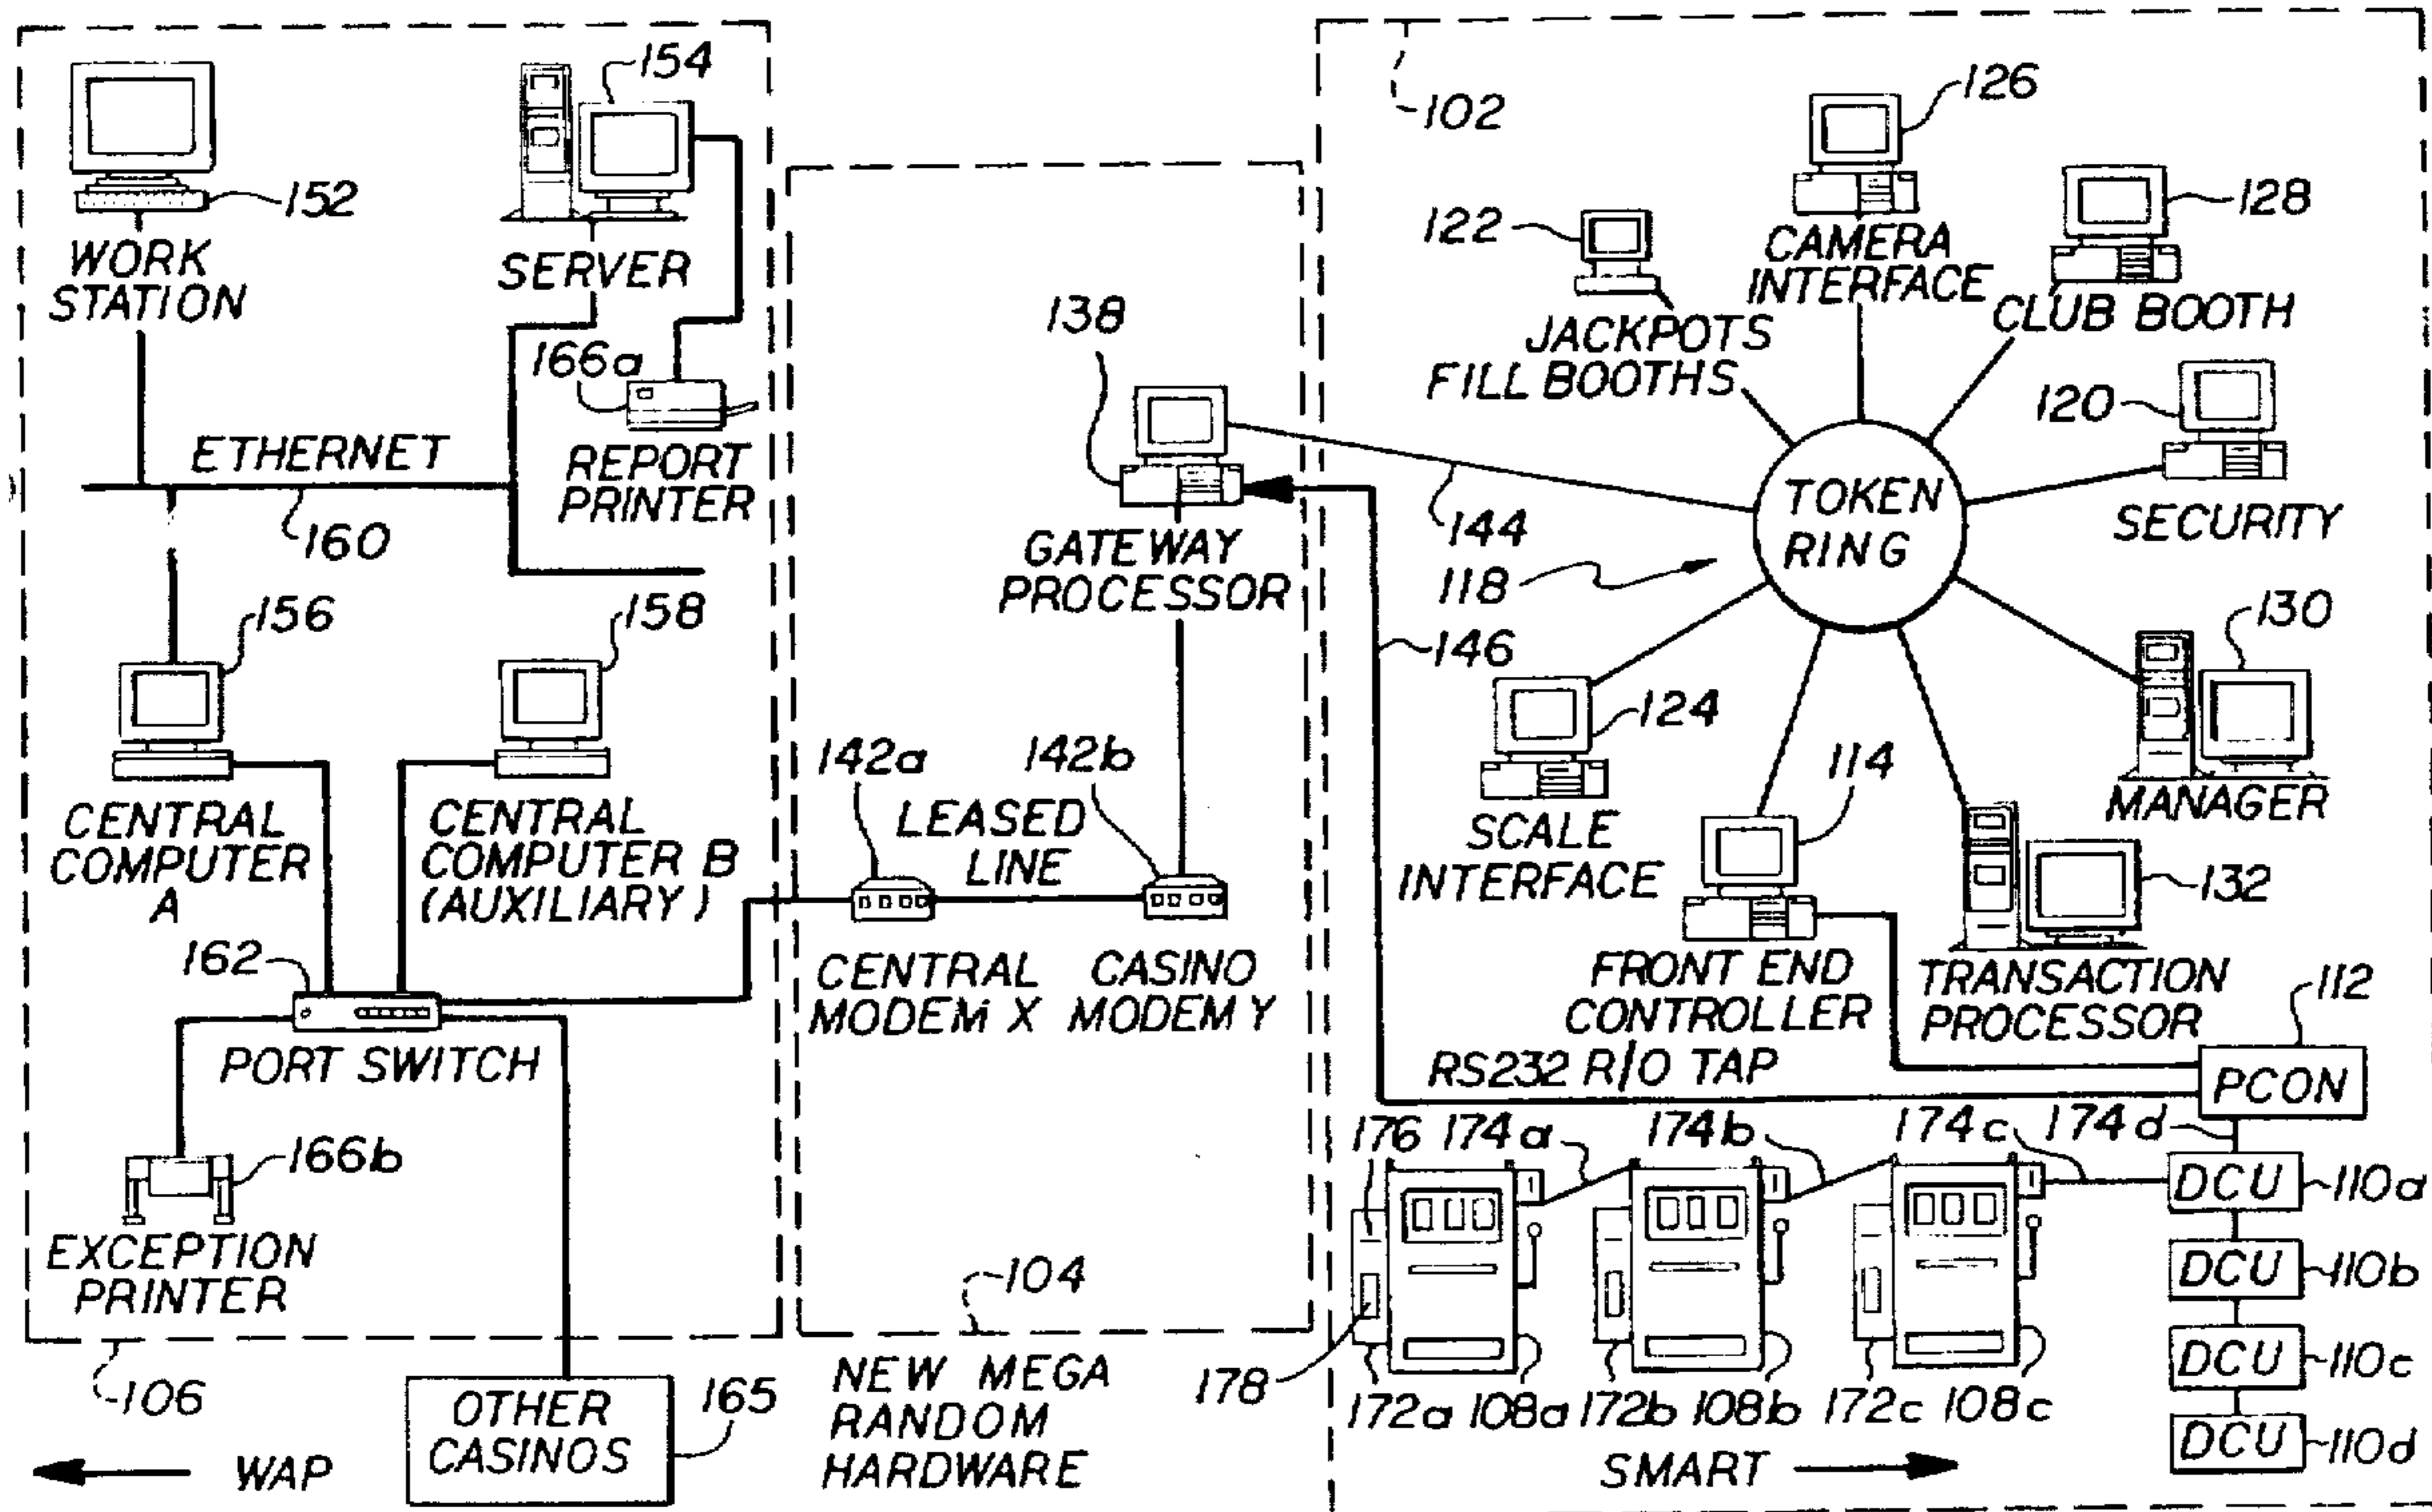 154
152
WORK
STATION
SERVER
166a
ETHERNET
REPORT
PRINTER
160
156
158
CENTRAL
COMPUTER
A
CENTRAL
COMPUTER B
(AUXILIARY)
162
PORT SWITCH
166b
EXCEPTION
PRINTER
106
OTHER
CASINOS
165
WAP
138
GATEWAY
PROCESSOR
142a
142b
LEASED
LINE
CENTRAL
MODEM X
CASINO
MODEM Y
104
NEW MEGA
RANDOM
HARDWARE
102
126
122
CAMERA
INTERFACE
128
JACKPOTS
FILL BOOTHS
CLUB BOOTH
120
SECURITY
TOKEN
RING
144
118
146
130
MANAGER
124
SCALE
INTERFACE
114
FRONT END
CONTROLLER
132
TRANSACTION
PROCESSOR
112
PCON
RS232 R/O TAP
176
174a
174b
174c
174d
DCU
110a
DCU
110b
DCU
110c
DCU
110d
178
172a
108a
172b
108b
172c
108c
SMART